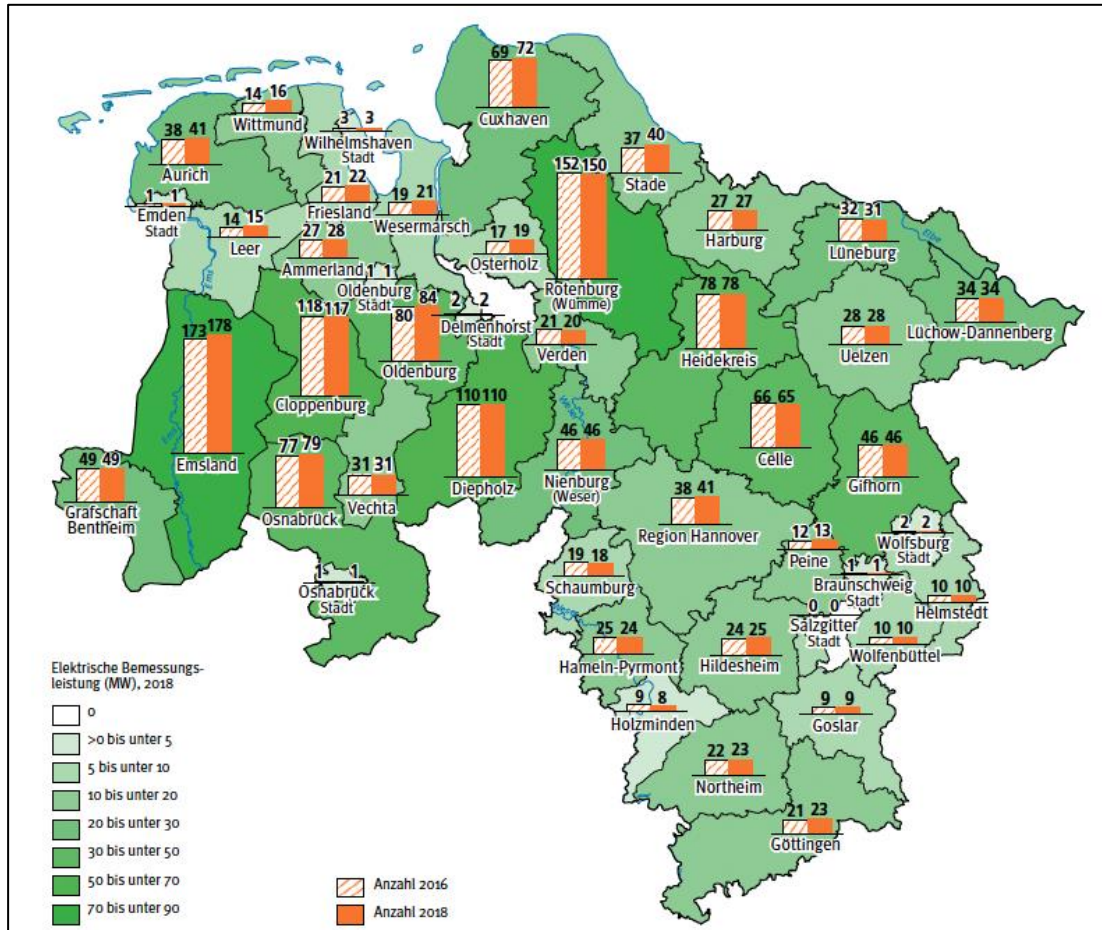 69 72
Cuxhaven
14 16
Wittmund
3 3
Wilhelmshaven
Stadt
38 41
Aurich
37 40
Stade
152 150
Rotenburg
(Wümme)
1 1
Emden
Stadt
21 22
Friesland
19 21
Wesermarsch
14 15
Leer
27 28
Ammerland
17 19
Osterholz
27 27
Harburg
32 31
Lüneburg
Elbe
Ems
1 1
Oldenburg
Stadt
2 2
Delmenhorst
Stadt
34 34
Lüchow-Dannenberg
118 117
Cloppenburg
80 84
Oldenburg
21 20
Verden
78 78
Heidekreis
28 28
Uelzen
173 178
Emsland
Ems
110 110
Diepholz
Weser
46 46
Nienburg
(Weser)
66 65
Celle
46 46
Gifhorn
49 49
Grafschaft
Bentheim
77 79
Osnabrück
31 31
Vechta
38 41
Region Hannover
2 2
Wolfsburg
Stadt
12 13
Peine
1 1
Braunschweig
Stadt
19 18
Schaumburg
1 1
Osnabrück
Stadt
10 10
Helmstedt
0 0
Salzgitter
Stadt
10 10
Wolfenbüttel
25 24
Hameln-Pyrmont
24 25
Hildesheim
9 8
Holzminden
9 9
Goslar
22 23
Northeim
21 23
Göttingen
Elektrische Bemessungs-
leistung (MW), 2018
0
>0 bis unter 5
5 bis unter 10
10 bis unter 20
20 bis unter 30
30 bis unter 50
50 bis unter 70
70 bis unter 90
Anzahl 2016
Anzahl 2018